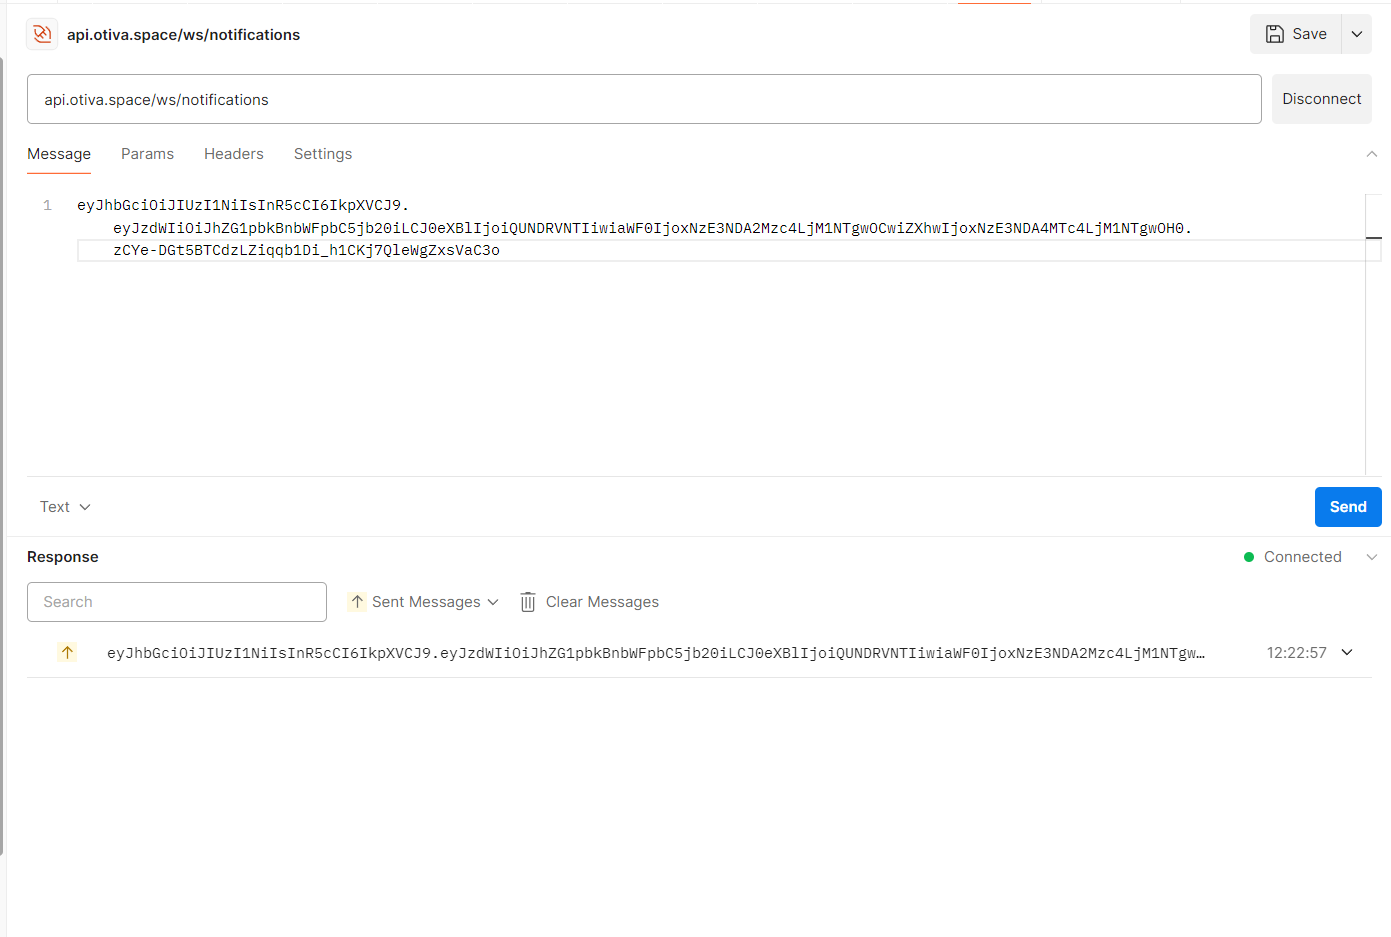 api.otiva.space/ws/notifications
Save
api.otiva.space/ws/notifications
Disconnect
Message Params Headers Settings
1 eyJhbGciOiJIUzI1NiIsInR5cCI6IkpXVCJ9.
eyJzdWIiOiJhZG1pbkBnbWFpbC5jb20iLCJ0eXBlIjoiQUNDRVNTIiwiaWF0IjoxNzE3NDA2Mzc4LjM1NTgwOCwiZXhwIjoxNzE3NDA4MTc4LjM1NTgwOH0.
zCYe-DGt5BTCdzLZiqqb1Di_h1CKj7QleWgZxsVaC3o
Text
Send
Response
Connected
Search
Sent Messages
Clear Messages
eyJhbGciOiJIUzI1NiIsInR5cCI6IkpXVCJ9.eyJzdWIiOiJhZG1pbkBnbWFpbC5jb20iLCJ0eXBlIjoiQUNDRVNTIiwiaWF0IjoxNzE3NDA2Mzc4LjM1NTgw… 12:22:57